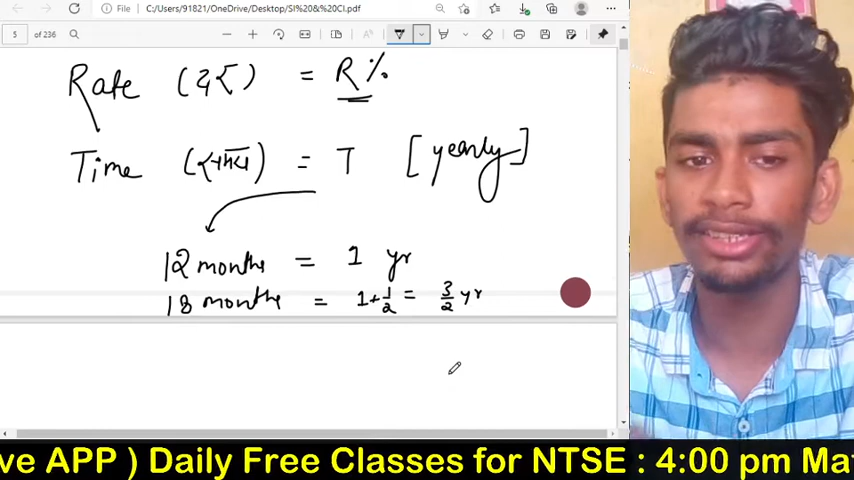 File
C:/Users/91821/OneDrive/Desktop/SI%20&%20CI.pdf
5 of 236
Rate (दर) = R%
Time (समय) = T [yearly]
12 months = 1 yr
18 months = 1+1/2 = 3/2 yr
ve APP ) Daily Free Classes for NTSE : 4:00 pm Ma